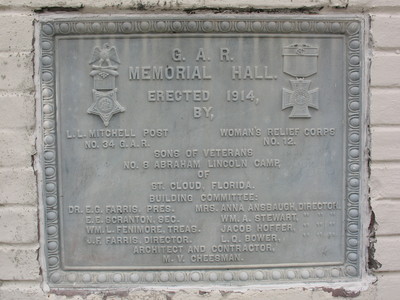 G. A. R.
MEMORIAL HALL.
ERECTED 1914,
BY,
L. L. MITCHELL POST WOMAN'S RELIEF CORPS
NO. 34 G. A. R. NO. 12.
SONS OF VETERANS
NO. 5 ABRAHAM LINCOLN CAMP,
OF
ST. CLOUD, FLORIDA.
BUILDING COMMITTEE.
DR. E. G. FARRIS, PRES. MRS. ANNA ANSBAUGH, DIRECTOR.
E. E. SCRANTON, SEC. WM. A. STEWART, "
WM. L. FENIMORE, TREAS. JACOB HOFFER, "
J. F. FARRIS, DIRECTOR. L. G. BOWER, "
ARCHITECT AND CONTRACTOR,
M. V. CHEESMAN.